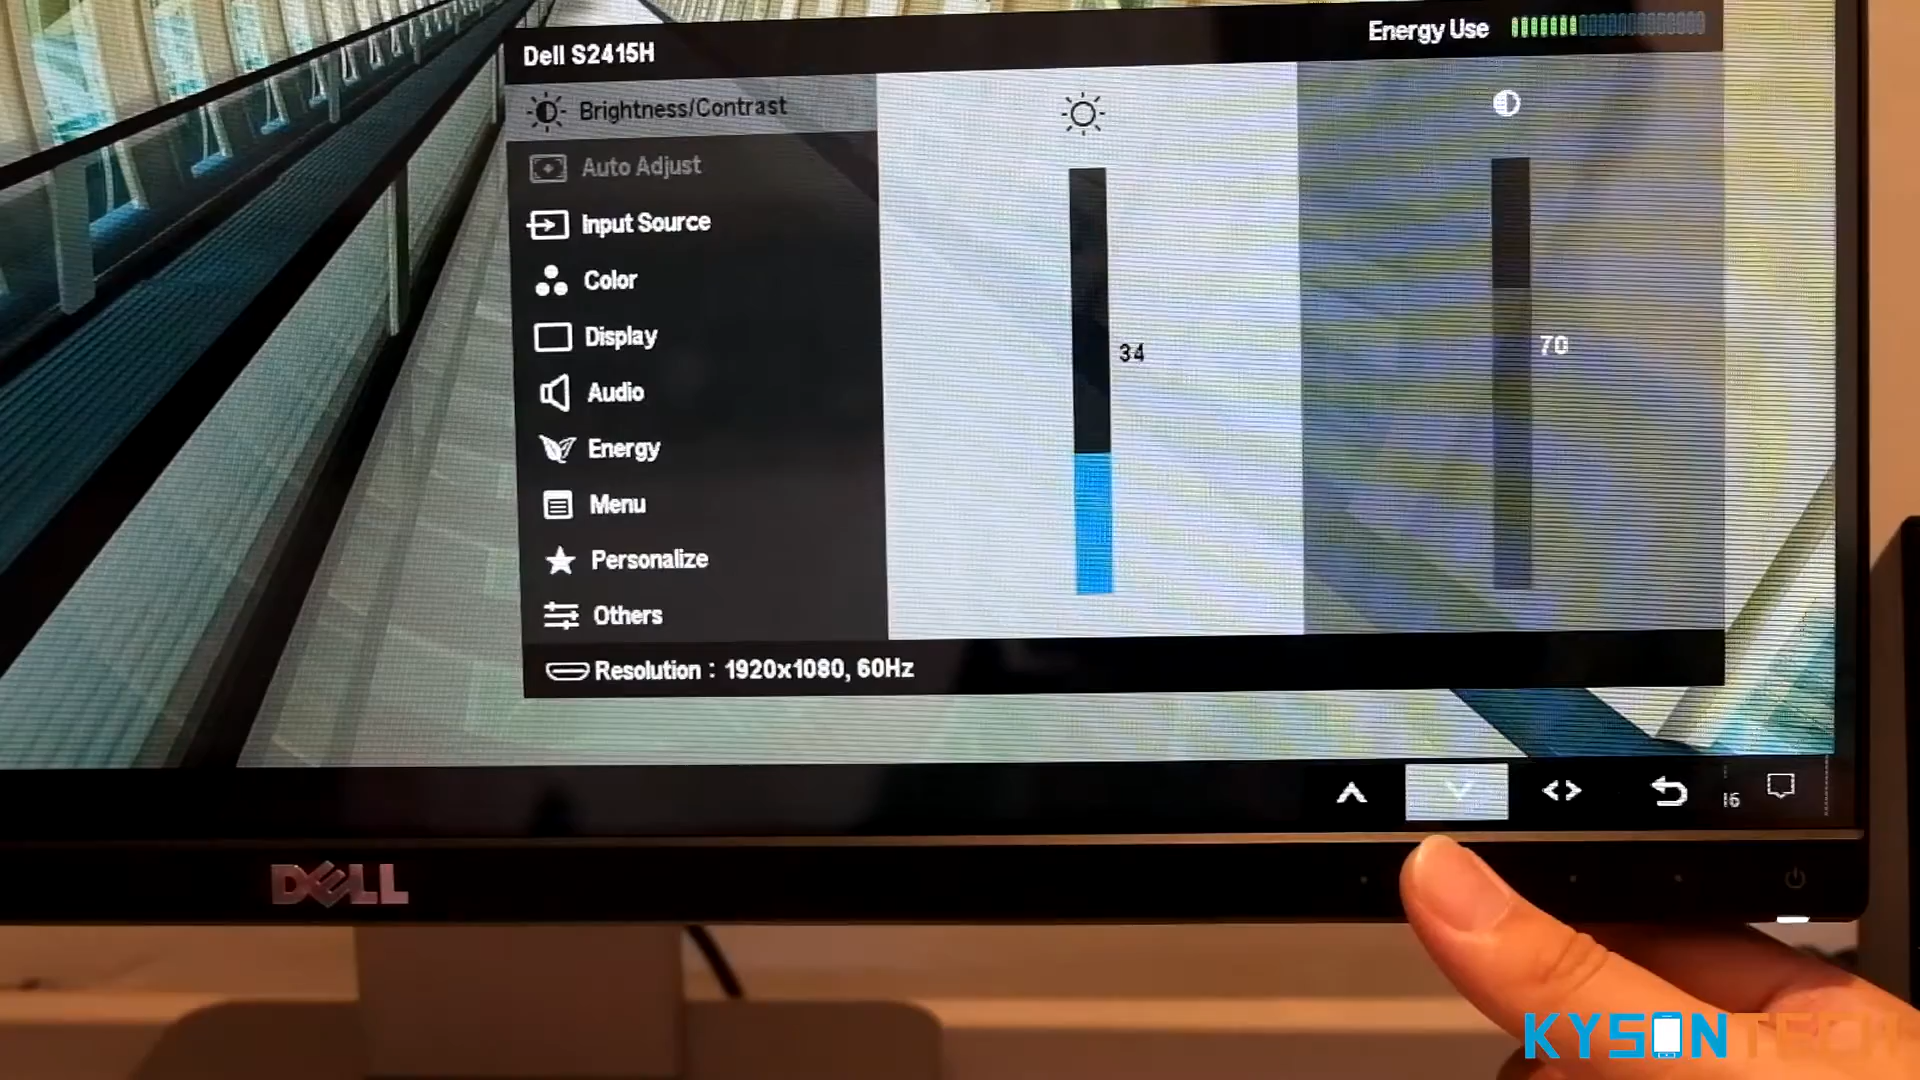 Energy Use
Dell S2415H
Brightness/Contrast
Auto Adjust
Input Source
Color
Display
34
70
Audio
Energy
Menu
Personalize
Others
Resolution : 1920x1080, 60Hz
DELL
KYSON TECH